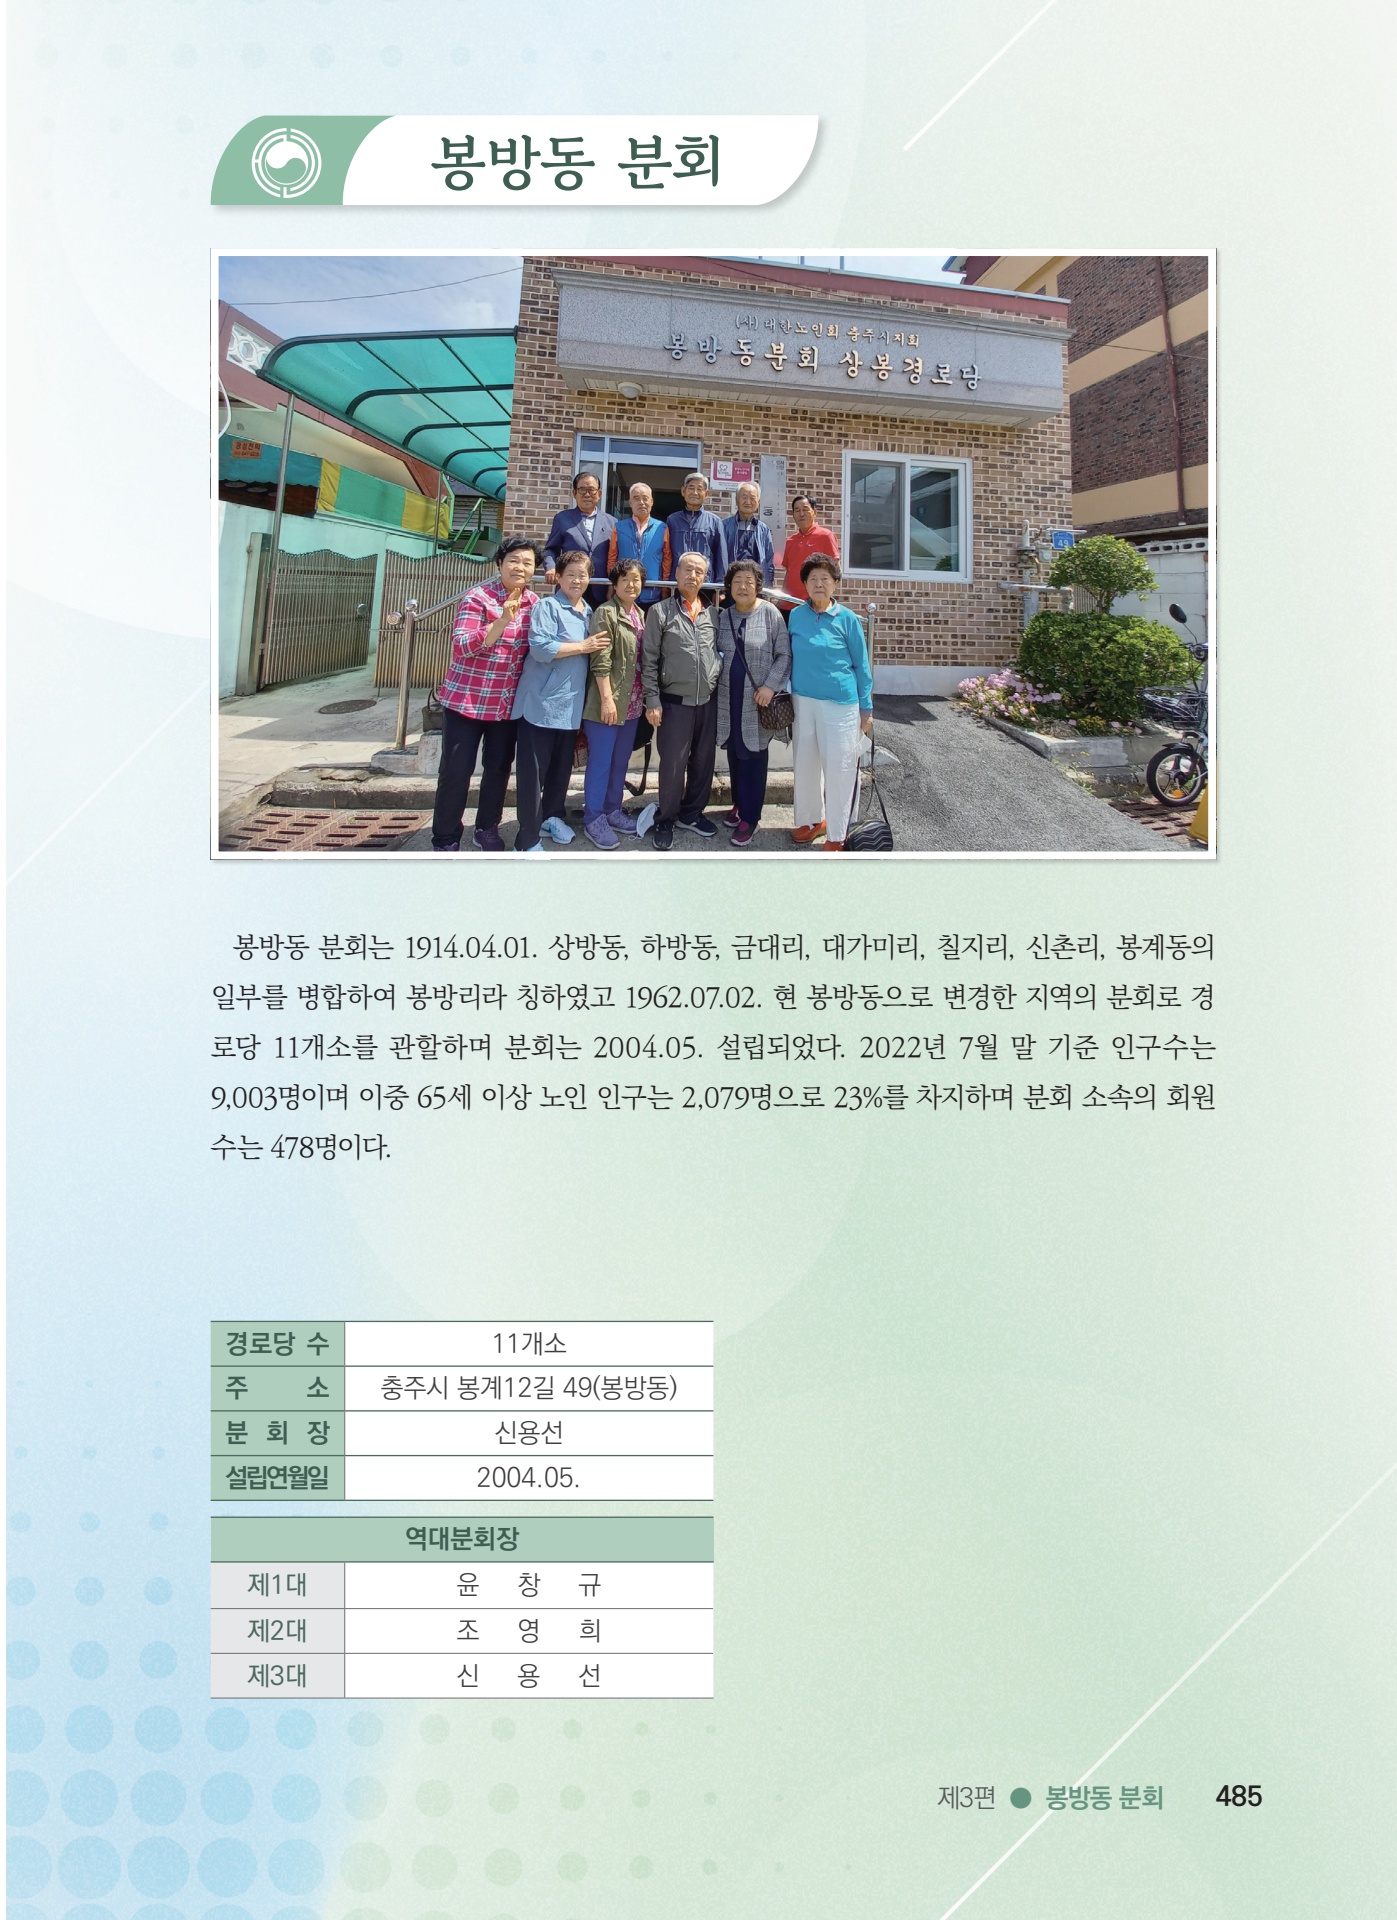 봉방동 분회
(사)대한노인회 충주시지회
봉방동분회 상봉경로당
49
봉방동 분회는 1914.04.01. 상방동, 하방동, 금대리, 대가미리, 칠지리, 신촌리, 봉계동의
일부를 병합하여 봉방리라 칭하였고 1962.07.02. 현 봉방동으로 변경한 지역의 분회로 경
로당 11개소를 관할하며 분회는 2004.05. 설립되었다. 2022년 7월 말 기준 인구수는
9,003명이며 이중 65세 이상 노인 인구는 2,079명으로 23%를 차지하며 분회 소속의 회원
수는 478명이다.
경로당 수 11개소
주 소 충주시 봉계12길 49(봉방동)
분 회 장 신용선
설립연월일 2004.05.
역대분회장
제1대 윤 창 규
제2대 조 영 희
제3대 신 용 선
제3편 ● 봉방동 분회 485